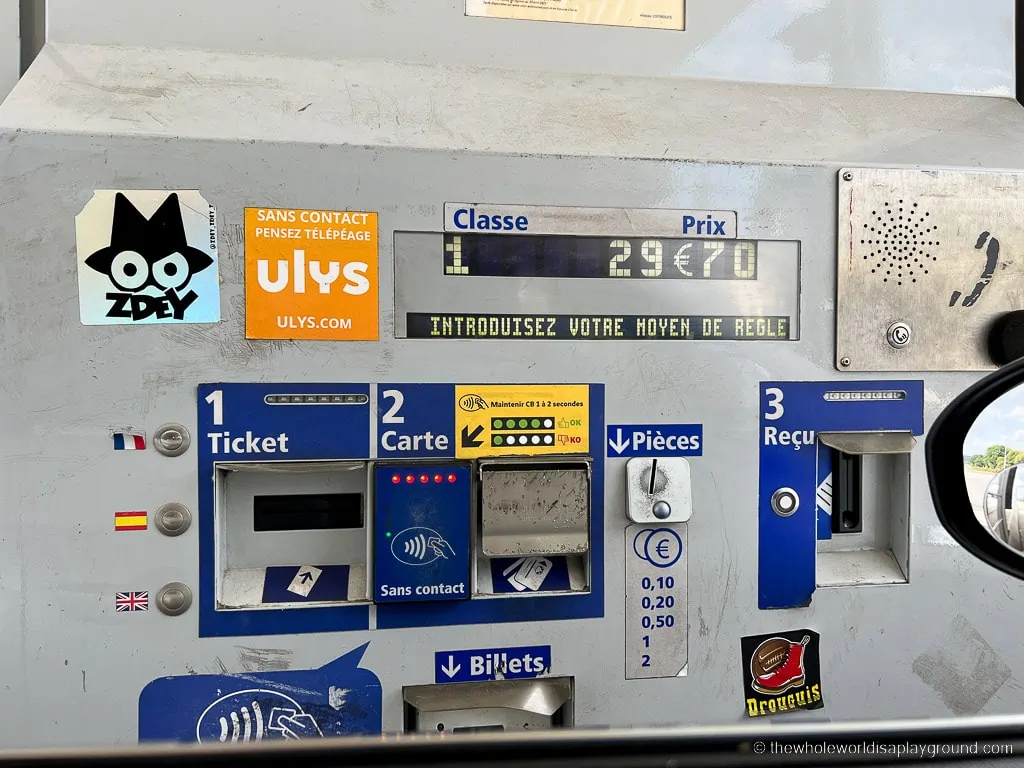 ZDEY
@ZDEY_ZDEY_
SANS CONTACT
PENSEZ TÉLÉPÉAGE
ulys
ULYS.COM
Classe Prix
1 29€70
INTRODUISEZ VOTRE MOYEN DE REGLE
1
Ticket
2
Carte
Maintenir CB 1 à 2 secondes
OK
KO
Sans contact
Pièces
€
0,10
0,20
0,50
1
2
3
Reçu
Billets
Drouguis
© thewholeworldisaplayground.com